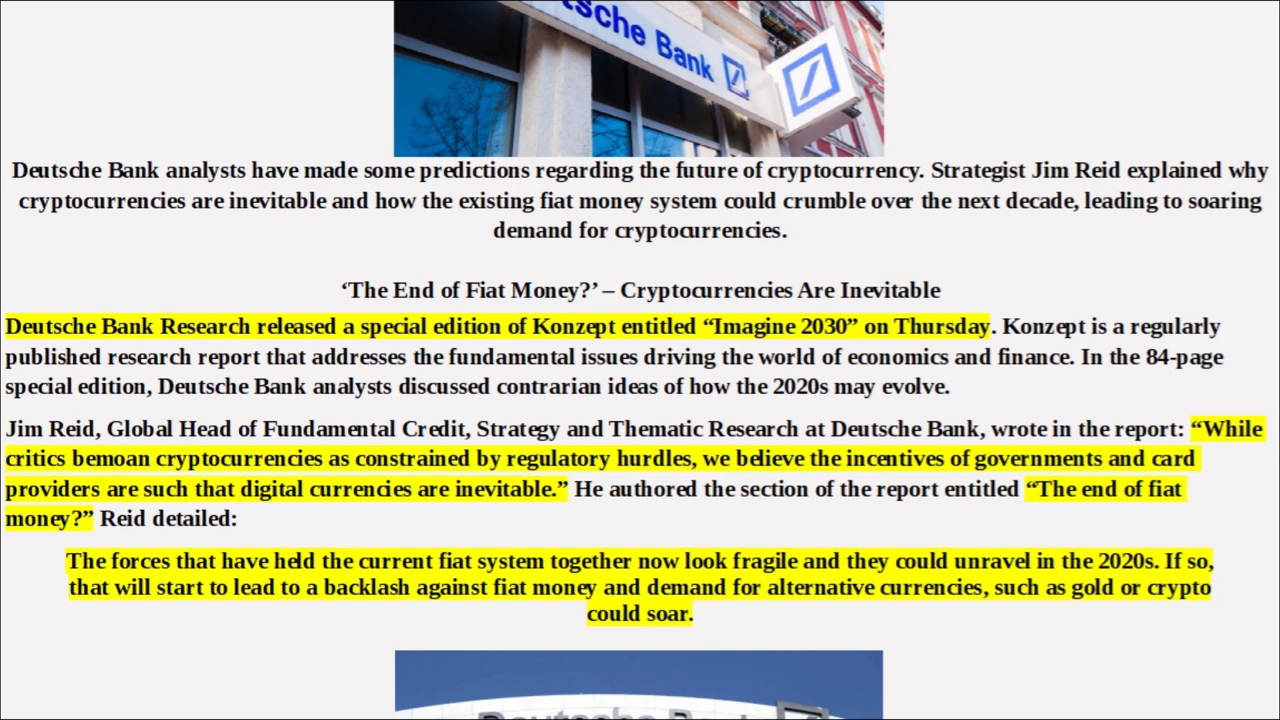 tsche Bank
Deutsche Bank analysts have made some predictions regarding the future of cryptocurrency. Strategist Jim Reid explained why
cryptocurrencies are inevitable and how the existing fiat money system could crumble over the next decade, leading to soaring
demand for cryptocurrencies.
‘The End of Fiat Money?’ – Cryptocurrencies Are Inevitable
Deutsche Bank Research released a special edition of Konzept entitled “Imagine 2030” on Thursday. Konzept is a regularly
published research report that addresses the fundamental issues driving the world of economics and finance. In the 84-page
special edition, Deutsche Bank analysts discussed contrarian ideas of how the 2020s may evolve.
Jim Reid, Global Head of Fundamental Credit, Strategy and Thematic Research at Deutsche Bank, wrote in the report: “While
critics bemoan cryptocurrencies as constrained by regulatory hurdles, we believe the incentives of governments and card
providers are such that digital currencies are inevitable.” He authored the section of the report entitled “The end of fiat
money?” Reid detailed:
The forces that have held the current fiat system together now look fragile and they could unravel in the 2020s. If so,
that will start to lead to a backlash against fiat money and demand for alternative currencies, such as gold or crypto
could soar.
Deutsche Bank